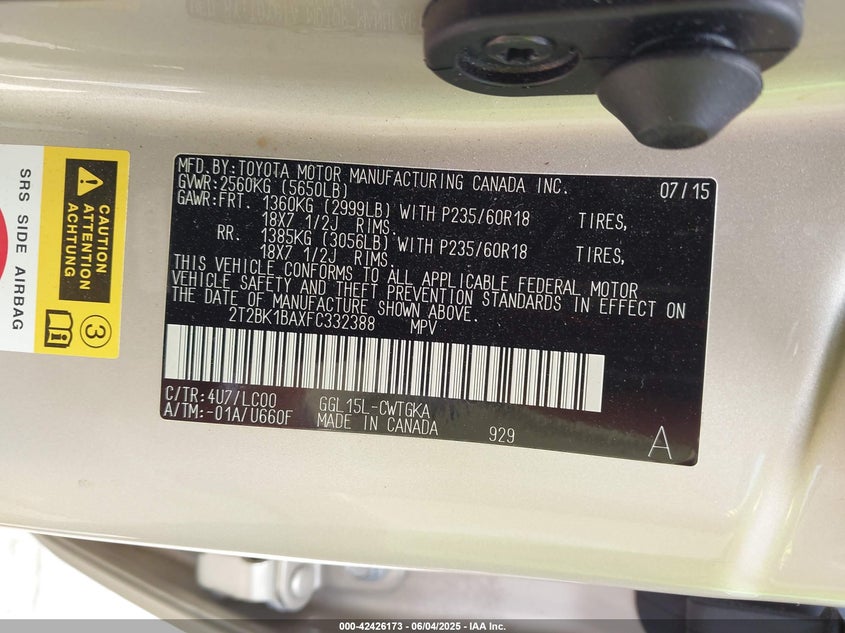 MFD.BY:TOYOTA MOTOR MANUFACTURING CANADA INC. 07/15
GVWR:2560KG (5650LB)
GAWR:FRT. 1360KG (2999LB) WITH P235/60R18 TIRES,
18X7 1/2J RIMS.
RR. 1385KG (3056LB) WITH P235/60R18 TIRES,
18X7 1/2J RIMS.
THIS VEHICLE CONFORMS TO ALL APPLICABLE FEDERAL MOTOR
VEHICLE SAFETY AND THEFT PREVENTION STANDARDS IN EFFECT ON
THE DATE OF MANUFACTURE SHOWN ABOVE.
2T2BK1BAXFC332388 MPV
C/TR:4U7/LC00 GGL15L-CWTGKA
A/TM:-01A/U660F MADE IN CANADA 929 A
SRS SIDE AIRBAG
CAUTION
ATTENTION
3
000-42426173 - 06/04/2025 - IAA Inc.